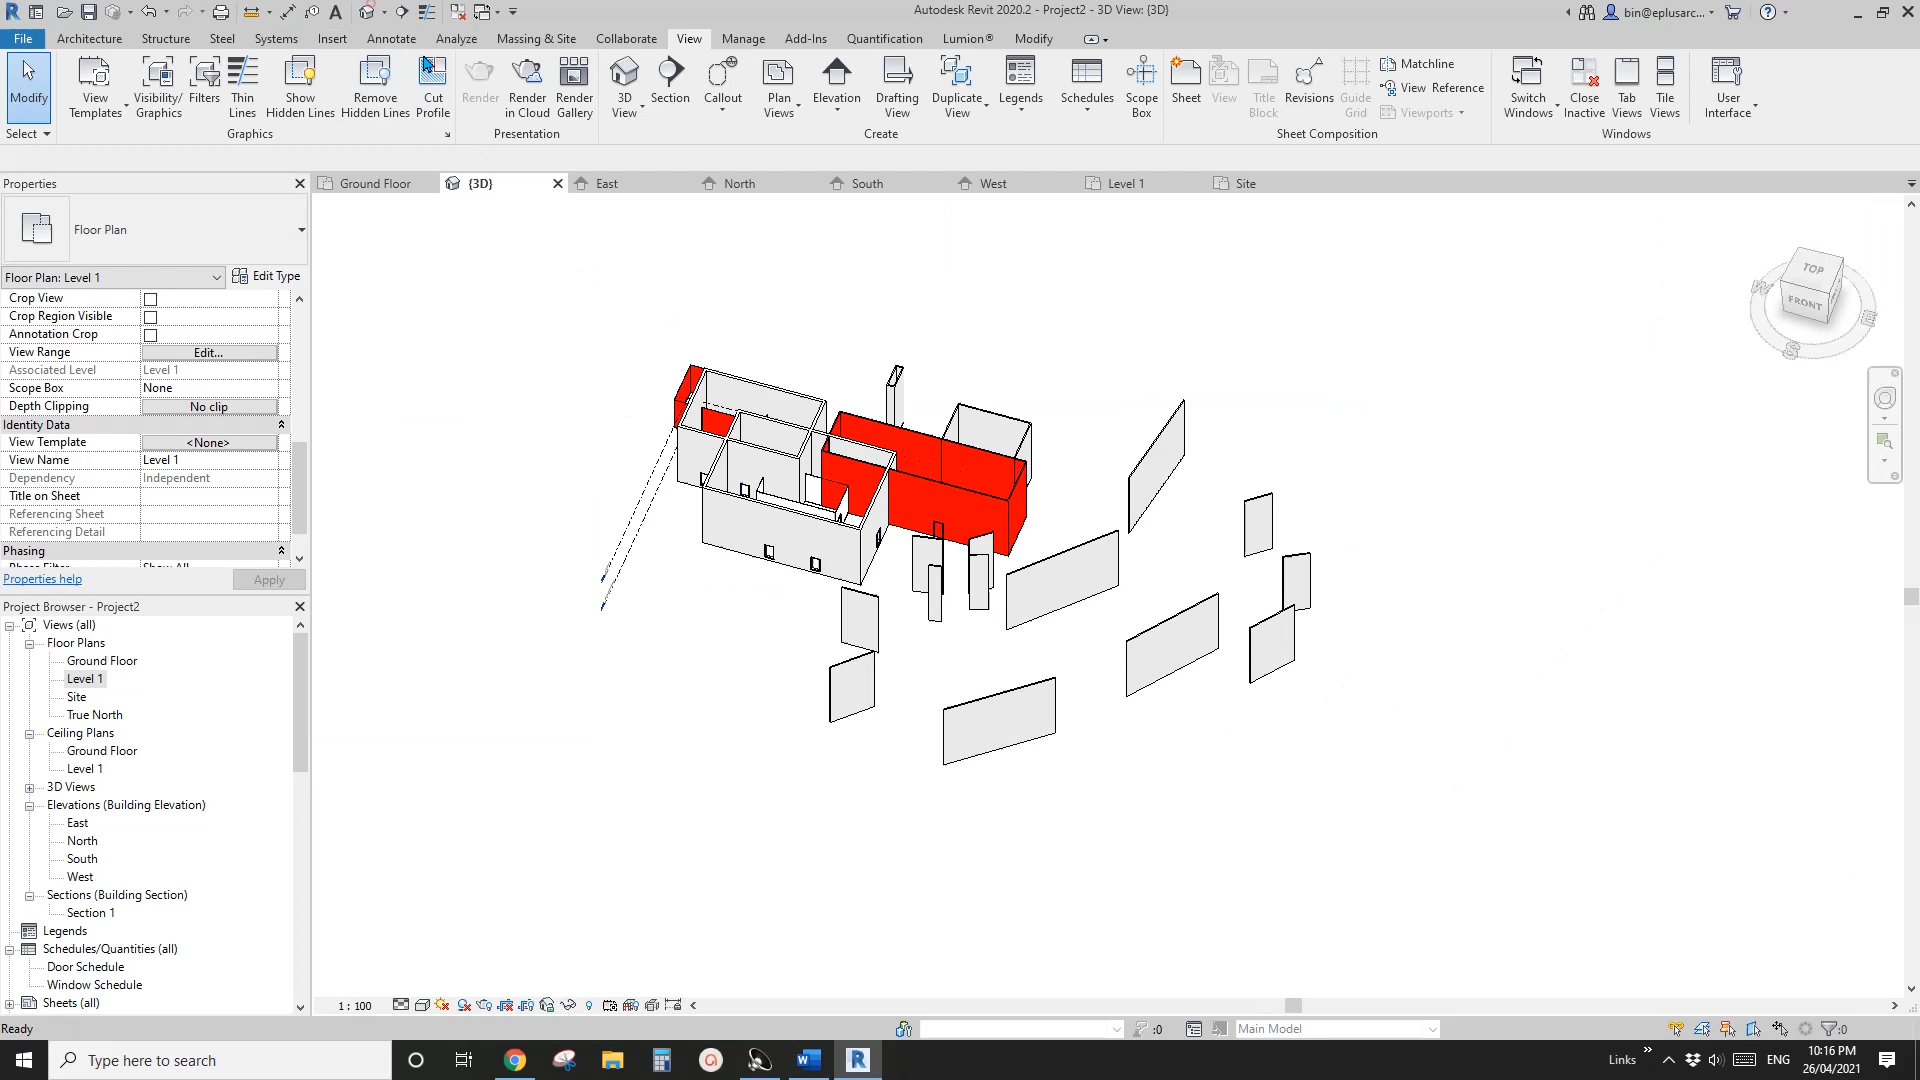 Autodesk Revit 2020.2 - Project2 - 3D View: {3D}
bin@eplusarc...
File Architecture Structure Steel Systems Insert Annotate Analyze Massing & Site Collaborate View Manage Add-Ins Quantification Lumion® Modify
Modify
View Templates
Visibility/ Graphics
Filters
Thin Lines
Show Hidden Lines
Remove Hidden Lines
Cut Profile
Render
Render in Cloud
Render Gallery
3D View
Section
Callout
Plan Views
Elevation
Drafting View
Duplicate View
Legends
Schedules
Scope Box
Sheet
View
Title Block
Revisions
Guide Grid
Matchline
View Reference
Viewports
Switch Windows
Close Inactive
Tab Views
Tile Views
User Interface
Select Graphics Presentation Create Sheet Composition Windows
Properties
Ground Floor {3D} East North South West Level 1 Site
Floor Plan
Floor Plan: Level 1 Edit Type
Crop View
Crop Region Visible
Annotation Crop
View Range Edit...
Associated Level Level 1
Scope Box None
Depth Clipping No clip
Identity Data
View Template <None>
View Name Level 1
Dependency Independent
Title on Sheet
Referencing Sheet
Referencing Detail
Phasing
Properties help Apply
Project Browser - Project2
Views (all)
Floor Plans
Ground Floor
Level 1
Site
True North
Ceiling Plans
Ground Floor
Level 1
3D Views
Elevations (Building Elevation)
East
North
South
West
Sections (Building Section)
Section 1
Legends
Schedules/Quantities (all)
Door Schedule
Window Schedule
Sheets (all)
TOP
FRONT
W
S
E
1 : 100
Ready :0 Main Model :0
Type here to search
Links ENG
10:16 PM
26/04/2021